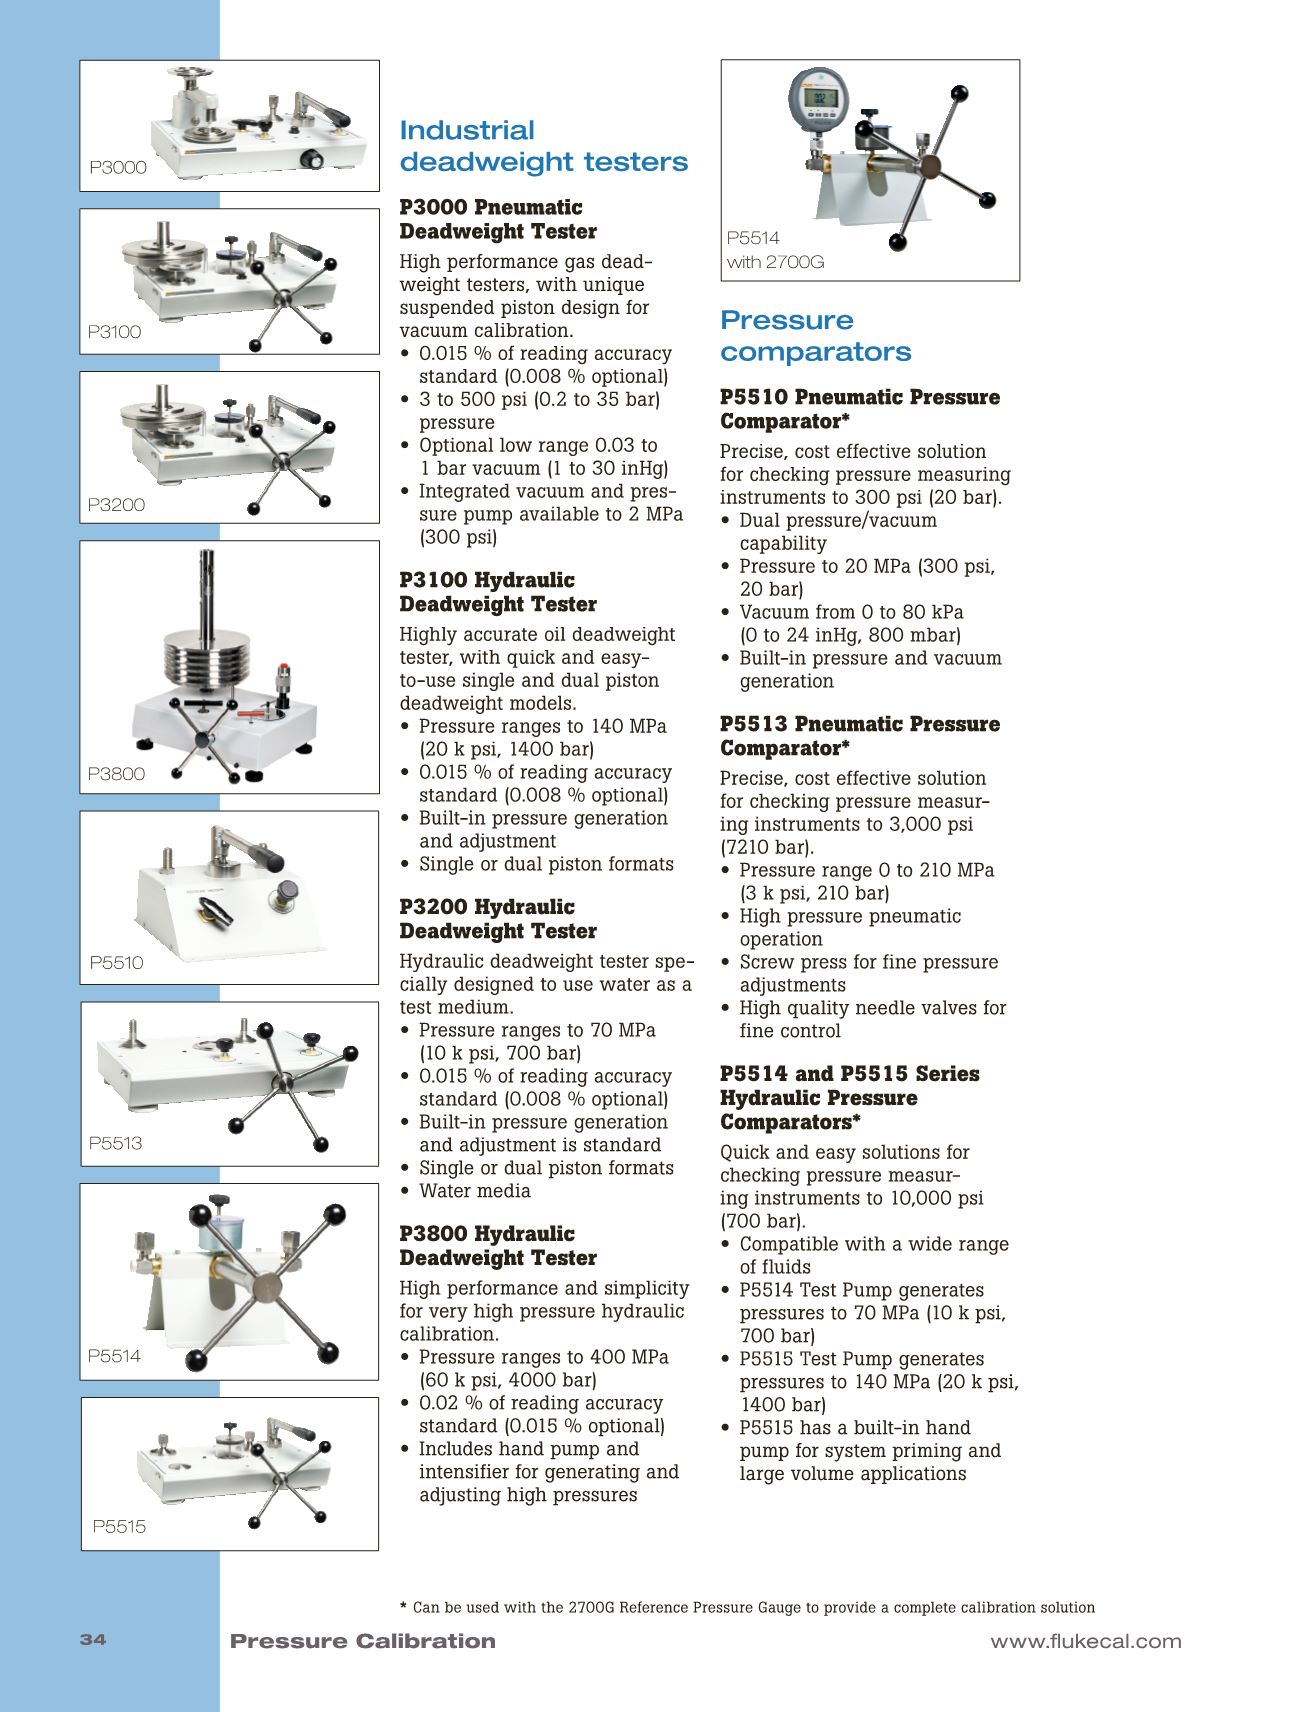 P3000
P3100
P3200
P3800
P5510
P5513
P5514
P5515
Industrial
deadweight testers
P3000 Pneumatic
Deadweight Tester
High performance gas dead-
weight testers, with unique
suspended piston design for
vacuum calibration.
• 0.015 % of reading accuracy
standard (0.008 % optional)
• 3 to 500 psi (0.2 to 35 bar)
pressure
• Optional low range 0.03 to
1 bar vacuum (1 to 30 inHg)
• Integrated vacuum and pres-
sure pump available to 2 MPa
(300 psi)
P3100 Hydraulic
Deadweight Tester
Highly accurate oil deadweight
tester, with quick and easy-
to-use single and dual piston
deadweight models.
• Pressure ranges to 140 MPa
(20 k psi, 1400 bar)
• 0.015 % of reading accuracy
standard (0.008 % optional)
• Built-in pressure generation
and adjustment
• Single or dual piston formats
P3200 Hydraulic
Deadweight Tester
Hydraulic deadweight tester spe-
cially designed to use water as a
test medium.
• Pressure ranges to 70 MPa
(10 k psi, 700 bar)
• 0.015 % of reading accuracy
standard (0.008 % optional)
• Built-in pressure generation
and adjustment is standard
• Single or dual piston formats
• Water media
P3800 Hydraulic
Deadweight Tester
High performance and simplicity
for very high pressure hydraulic
calibration.
• Pressure ranges to 400 MPa
(60 k psi, 4000 bar)
• 0.02 % of reading accuracy
standard (0.015 % optional)
• Includes hand pump and
intensifier for generating and
adjusting high pressures
P5514
with 2700G
Pressure
comparators
P5510 Pneumatic Pressure
Comparator*
Precise, cost effective solution
for checking pressure measuring
instruments to 300 psi (20 bar).
• Dual pressure/vacuum
capability
• Pressure to 20 MPa (300 psi,
20 bar)
• Vacuum from 0 to 80 kPa
(0 to 24 inHg, 800 mbar)
• Built-in pressure and vacuum
generation
P5513 Pneumatic Pressure
Comparator*
Precise, cost effective solution
for checking pressure measur-
ing instruments to 3,000 psi
(7210 bar).
• Pressure range 0 to 210 MPa
(3 k psi, 210 bar)
• High pressure pneumatic
operation
• Screw press for fine pressure
adjustments
• High quality needle valves for
fine control
P5514 and P5515 Series
Hydraulic Pressure
Comparators*
Quick and easy solutions for
checking pressure measur-
ing instruments to 10,000 psi
(700 bar).
• Compatible with a wide range
of fluids
• P5514 Test Pump generates
pressures to 70 MPa (10 k psi,
700 bar)
• P5515 Test Pump generates
pressures to 140 MPa (20 k psi,
1400 bar)
• P5515 has a built-in hand
pump for system priming and
large volume applications
* Can be used with the 2700G Reference Pressure Gauge to provide a complete calibration solution
34
Pressure Calibration
www.flukecal.com